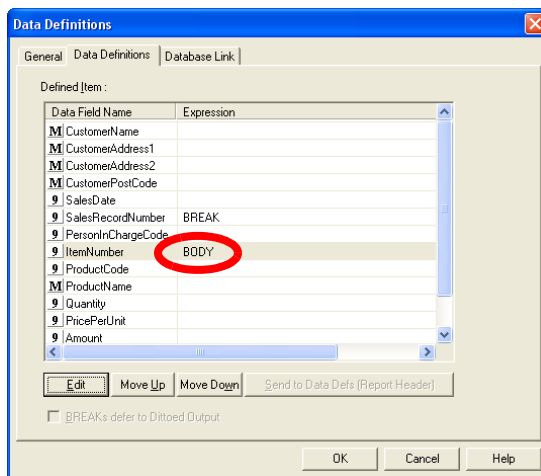 Data Definitions
General Data Definitions Database Link
Defined Item :
Data Field Name Expression
M CustomerName
M CustomerAddress1
M CustomerAddress2
M CustomerPostCode
9 SalesDate
9 SalesRecordNumber BREAK
9 PersonInChargeCode
9 ItemNumber BODY
9 ProductCode
M ProductName
9 Quantity
9 PricePerUnit
9 Amount
Edit Move Up Move Down Send to Data Defs (Report Header)
BREAKs defer to Dittoed Output
OK Cancel Help